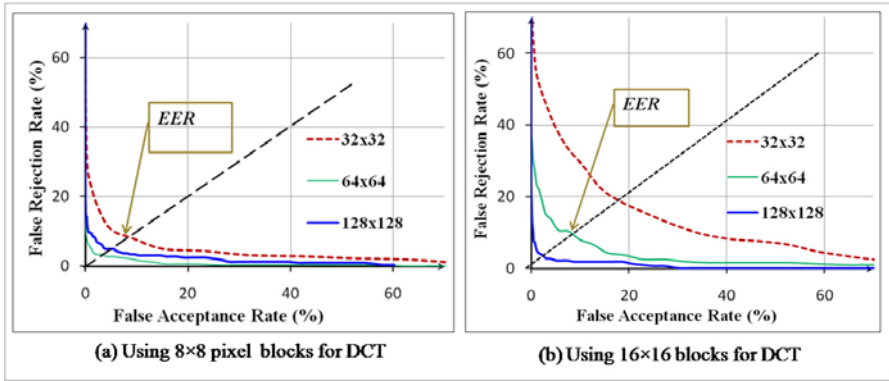 False Rejection Rate (%)
60
40
20
0
EER
32x32
64x64
128x128
0
20
40
60
False Acceptance Rate (%)
(a) Using 8×8 pixel blocks for DCT
False Rejection Rate (%)
60
40
20
0
EER
32x32
64x64
128x128
0
20
40
60
False Acceptance Rate (%)
(b) Using 16×16 blocks for DCT